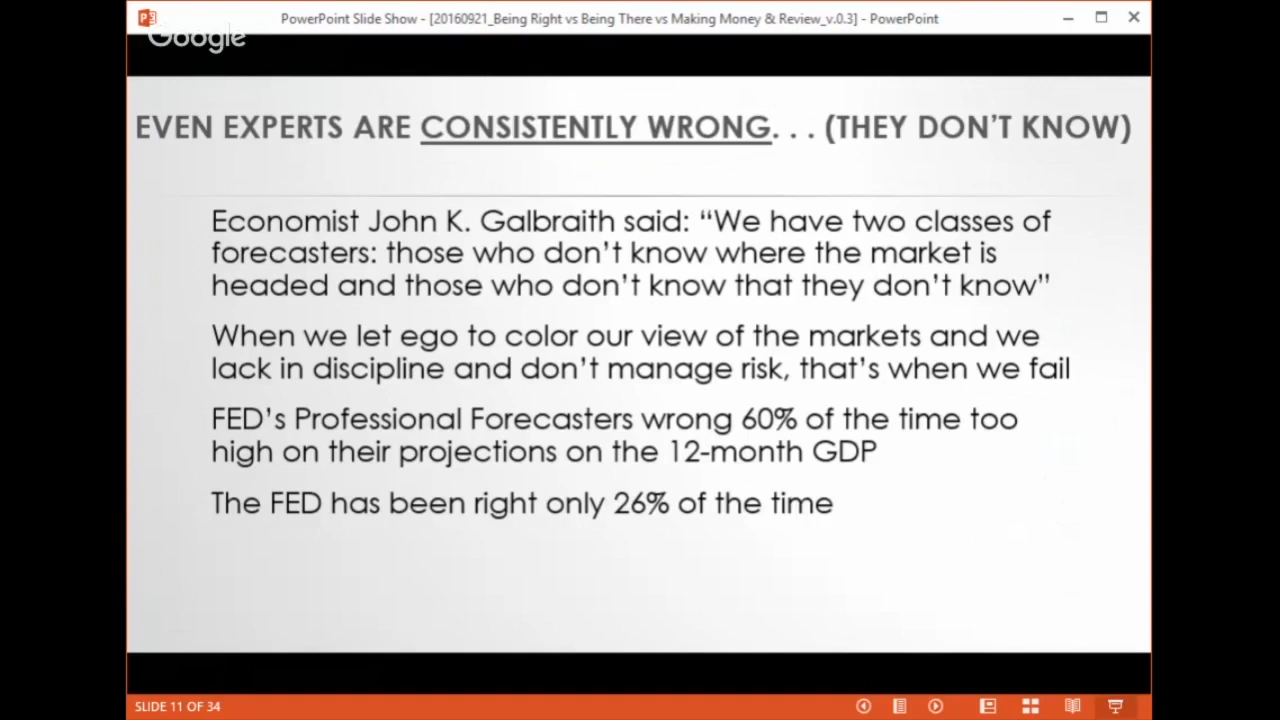 PowerPoint Slide Show - [20160921_Being Right vs Being There vs Making Money & Review_v.0.3] - PowerPoint
Google
EVEN EXPERTS ARE CONSISTENTLY WRONG. . . (THEY DON'T KNOW)
Economist John K. Galbraith said: “We have two classes of
forecasters: those who don’t know where the market is
headed and those who don’t know that they don’t know”
When we let ego to color our view of the markets and we
lack in discipline and don’t manage risk, that’s when we fail
FED’s Professional Forecasters wrong 60% of the time too
high on their projections on the 12-month GDP
The FED has been right only 26% of the time
SLIDE 11 OF 34